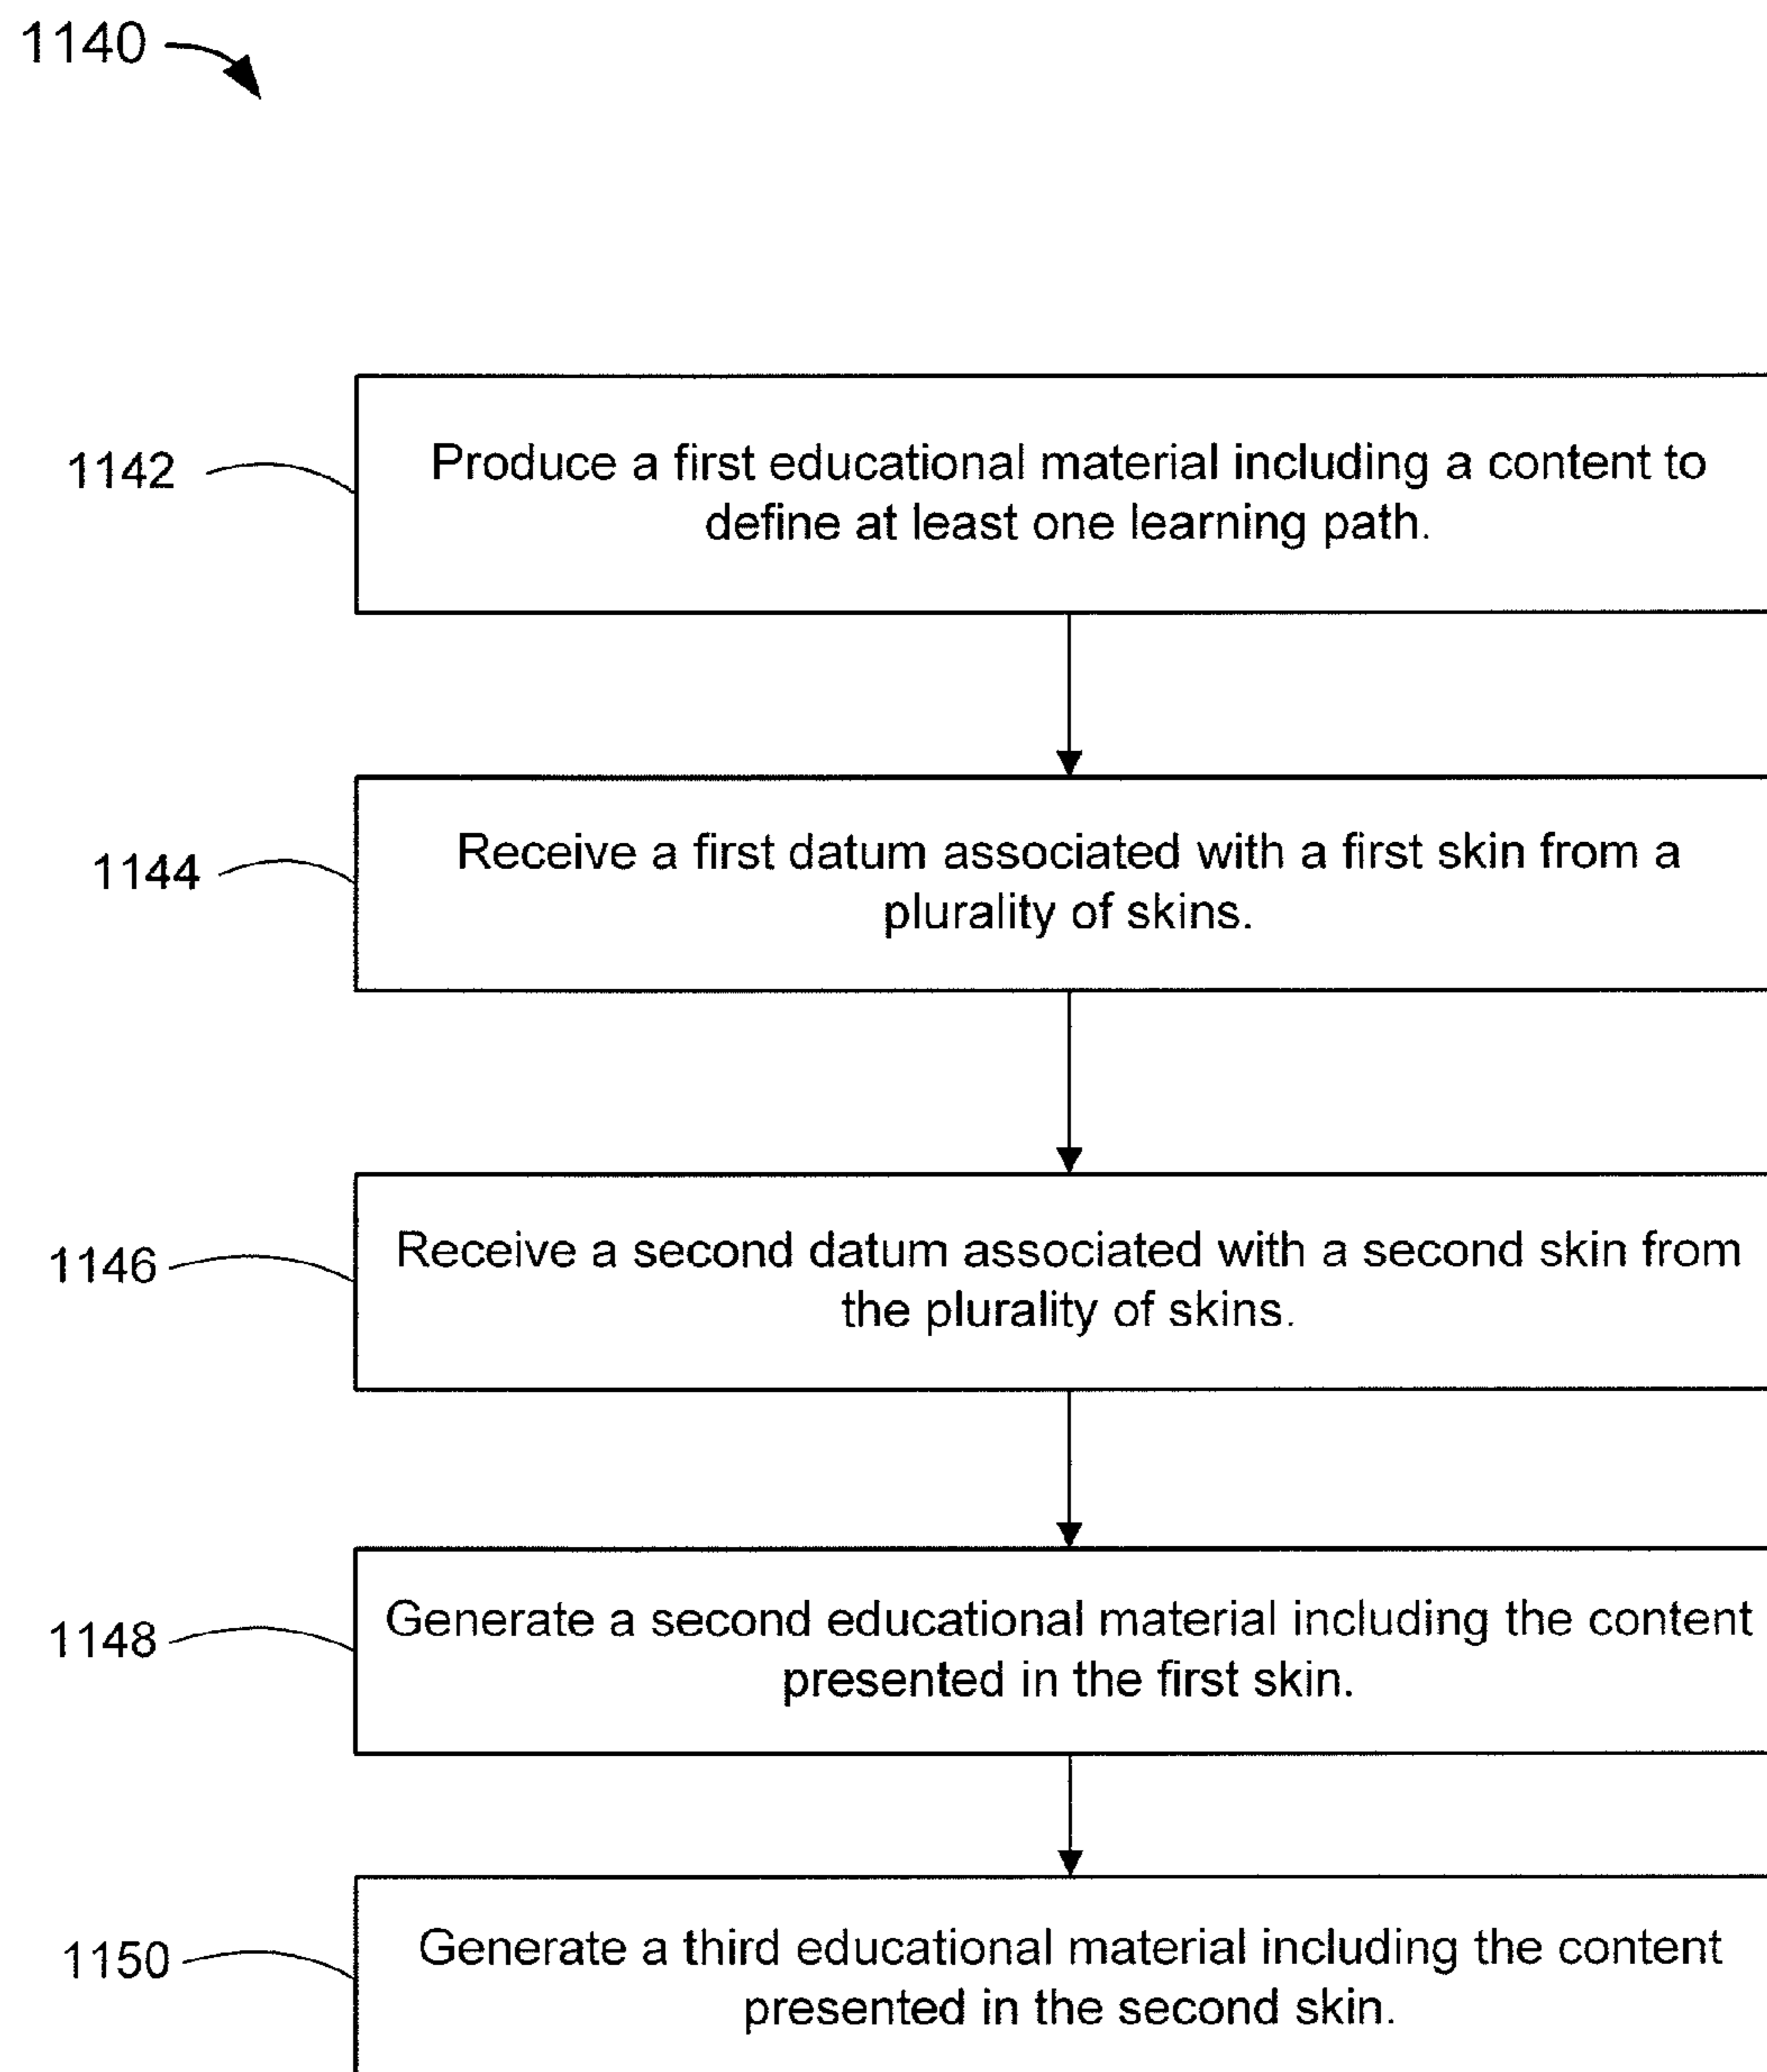 1140
1142
Produce a first educational material including a content to
define at least one learning path.
1144
Receive a first datum associated with a first skin from a
plurality of skins.
1146
Receive a second datum associated with a second skin from
the plurality of skins.
1148
Generate a second educational material including the content
presented in the first skin.
1150
Generate a third educational material including the content
presented in the second skin.